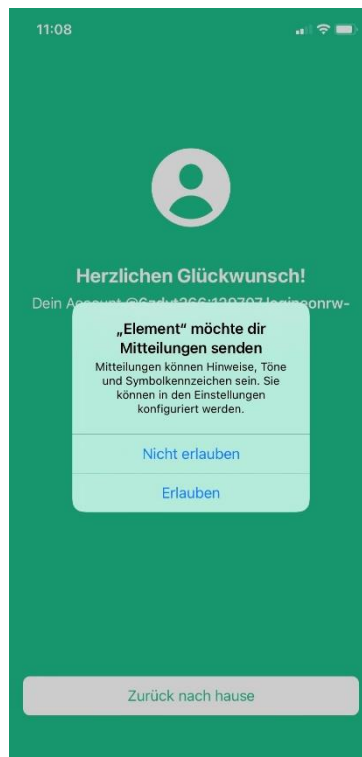 11:08
Herzlichen Glückwunsch!
Dein
„Element“ möchte dir
Mitteilungen senden
Mitteilungen können Hinweise, Töne
und Symbolkennzeichen sein. Sie
können in den Einstellungen
konfiguriert werden.
Nicht erlauben
Erlauben
Zurück nach hause